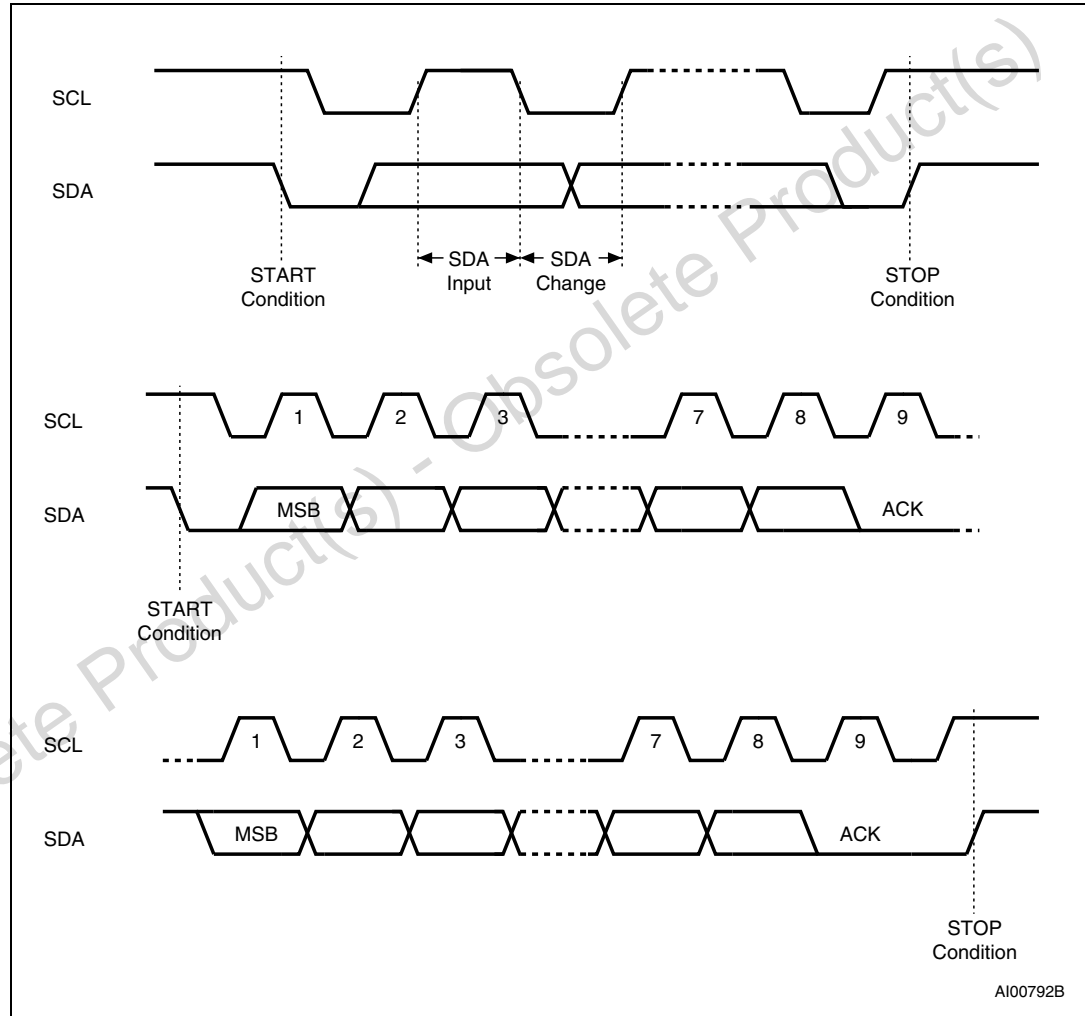 SCL
SDA
SDA
Input
SDA
Change
START
Condition
STOP
Condition
SCL
1
2
3
7
8
9
SDA
MSB
ACK
START
Condition
SCL
1
2
3
7
8
9
SDA
MSB
ACK
STOP
Condition
AI00792B
ete Product(s) - Obsolete Product(s)